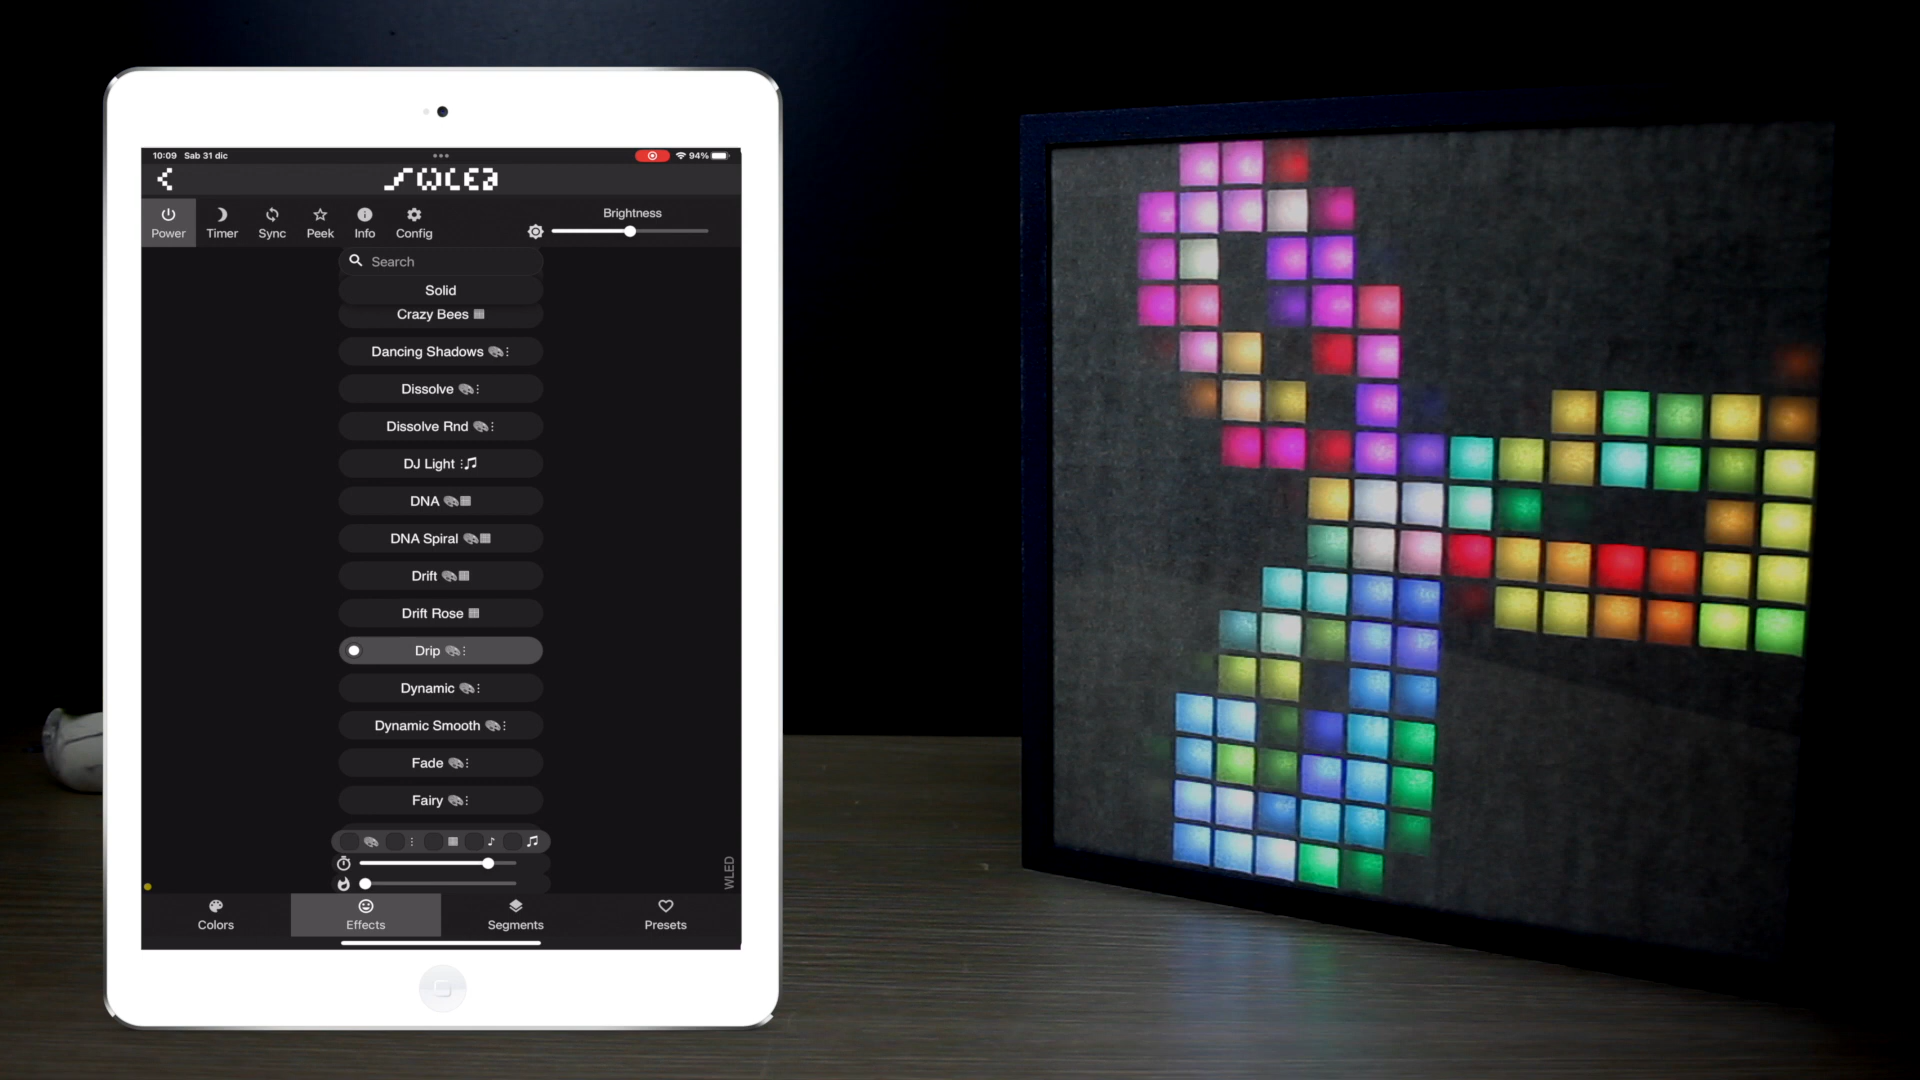 10:09 Sab 31 dic
94%
Power
Timer
Sync
Peek
Info
Config
Brightness
Search
Solid
Crazy Bees
Dancing Shadows
Dissolve
Dissolve Rnd
DJ Light
DNA
DNA Spiral
Drift
Drift Rose
Drip
Dynamic
Dynamic Smooth
Fade
Fairy
WLED
Colors
Effects
Segments
Presets